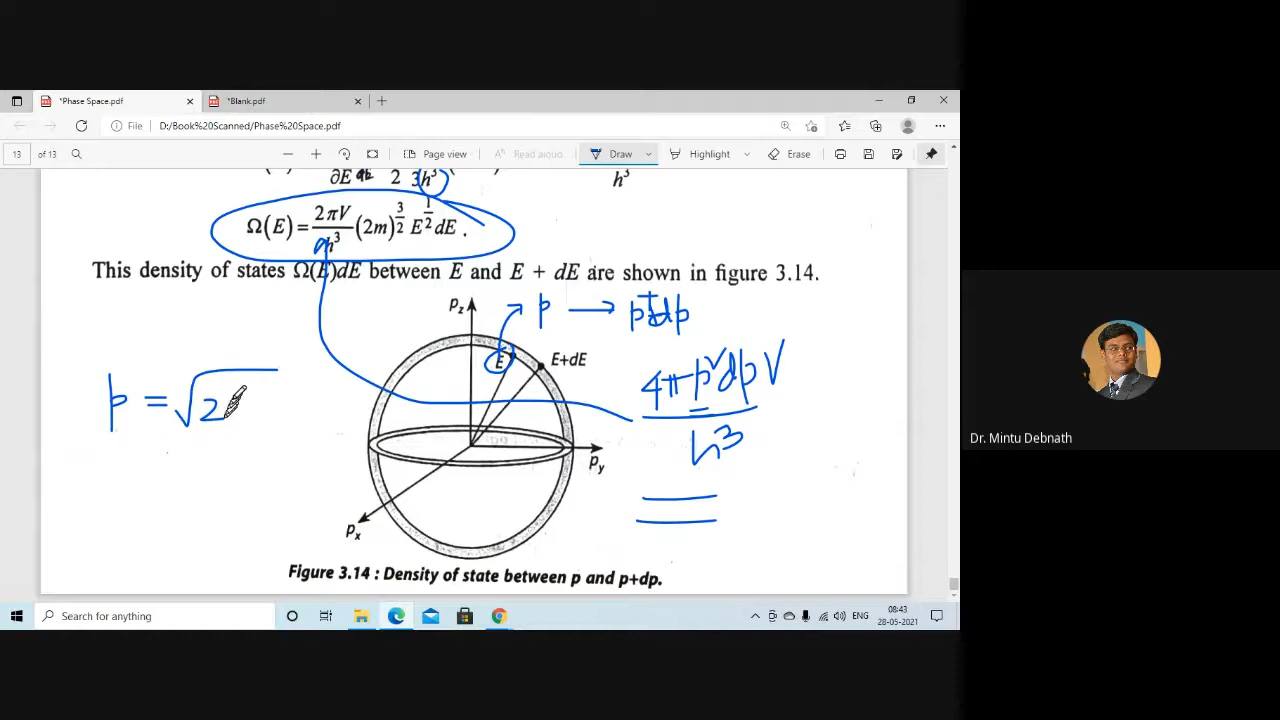 *Phase Space.pdf
*Blank.pdf
File D:/Book%20Scanned/Phase%20Space.pdf
13 of 13 Page view Read aloud Draw Highlight Erase
∂E 2 3h³ h³
Ω(E) = 2πV/h³ (2m)^3/2 E^1/2 dE .
This density of states Ω(E)dE between E and E + dE are shown in figure 3.14.
p_z
p → p+dp
E
E+dE
4πp²dpV
h³
p = √2
p_y
p_x
Figure 3.14 : Density of state between p and p+dp.
Dr. Mintu Debnath
Search for anything
ENG
08:43
28-05-2021